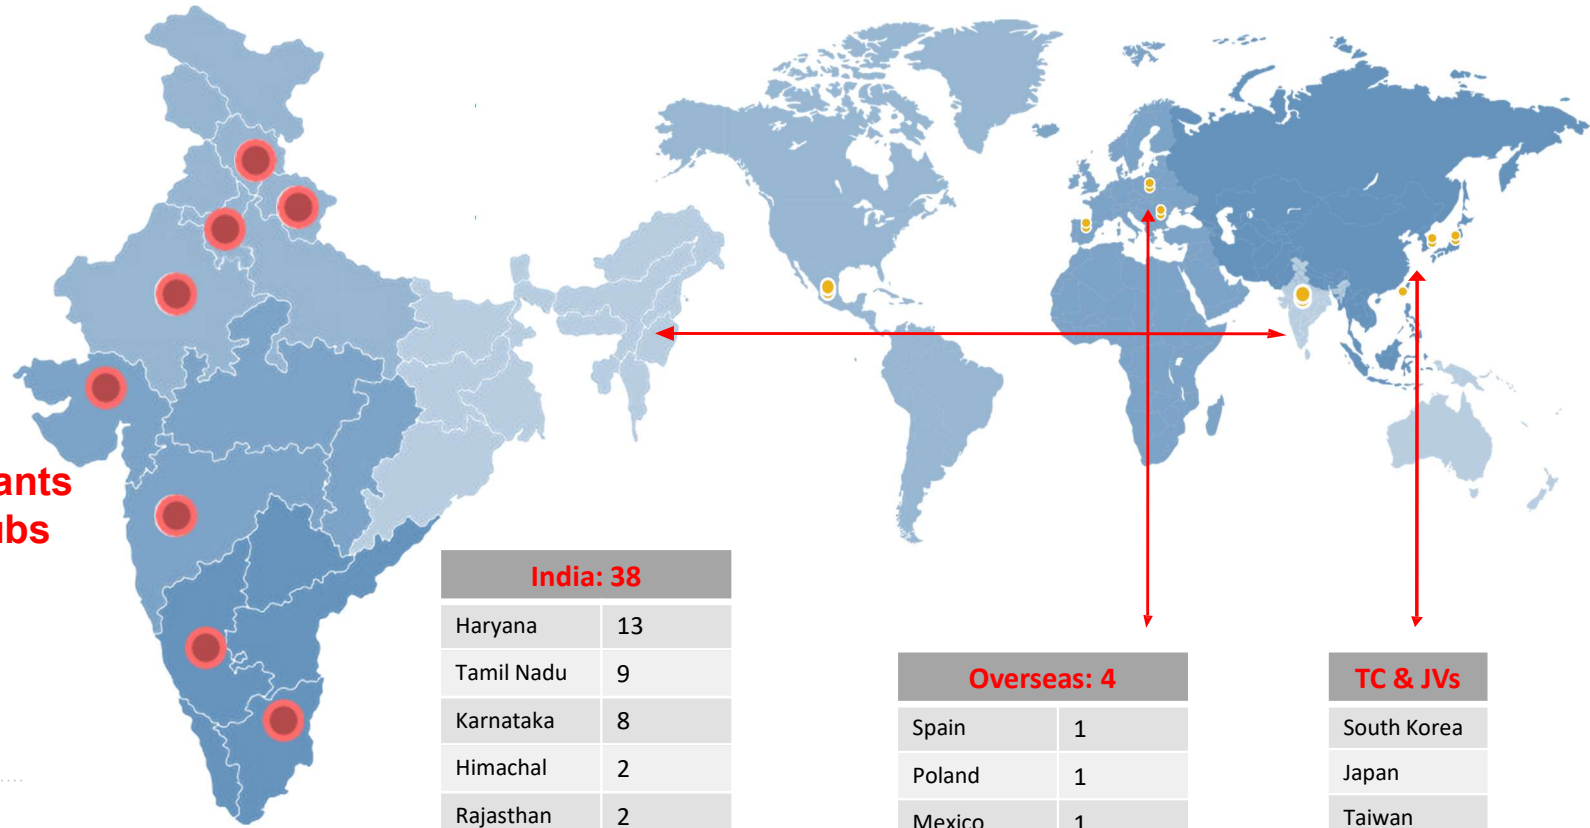 ants
ubs
India: 38
Haryana 13
Tamil Nadu 9
Karnataka 8
Himachal 2
Rajasthan 2
Overseas: 4
Spain 1
Poland 1
Mexico 1
TC & JVs
South Korea
Japan
Taiwan